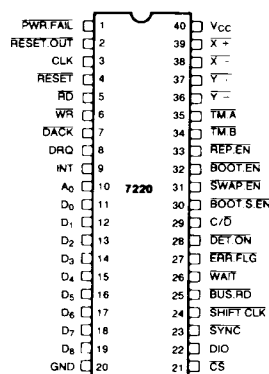 PWR.FAIL 1 40 VCC
RESET.OUT 2 39 X +
CLK 3 38 X −
RESET 4 37 Y +
RD 5 36 Y −
WR 6 35 TM.A
DACK 7 34 TM.B
DRQ 8 33 REP.EN
INT 9 32 BOOT.EN
A0 10 7220 31 SWAP.EN
D0 11 30 BOOT.S.EN
D1 12 29 C/D
D2 13 28 DET.ON
D3 14 27 ERR.FLG
D4 15 26 WAIT
D5 16 25 BUS.RD
D6 17 24 SHIFT.CLK
D7 18 23 SYNC
D8 19 22 DIO
GND 20 21 CS